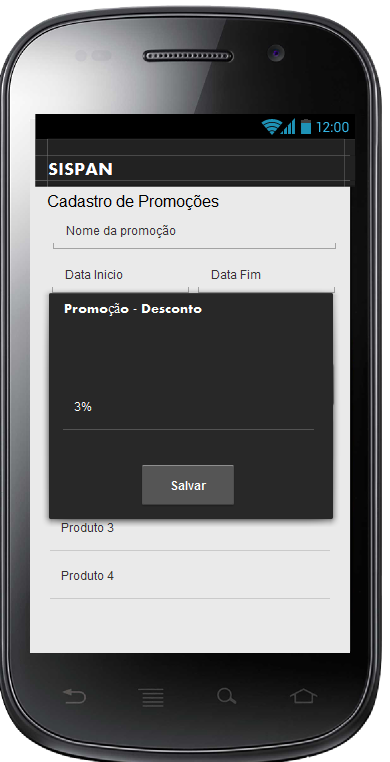 12:00
SISPAN
Cadastro de Promoções
Nome da promoção
Data Inicio Data Fim
Promoção - Desconto
3%
Salvar
Produto 3
Produto 4